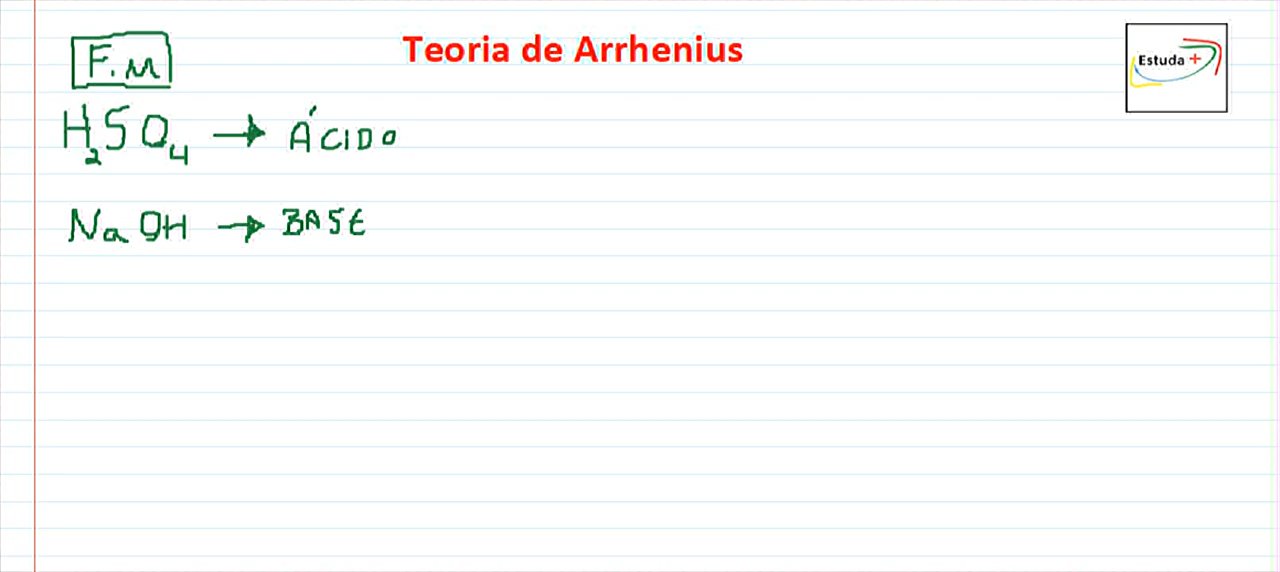 Teoria de Arrhenius
Estuda +
F.M
H₂SO₄ → ÁCIDO
NaOH → BASE